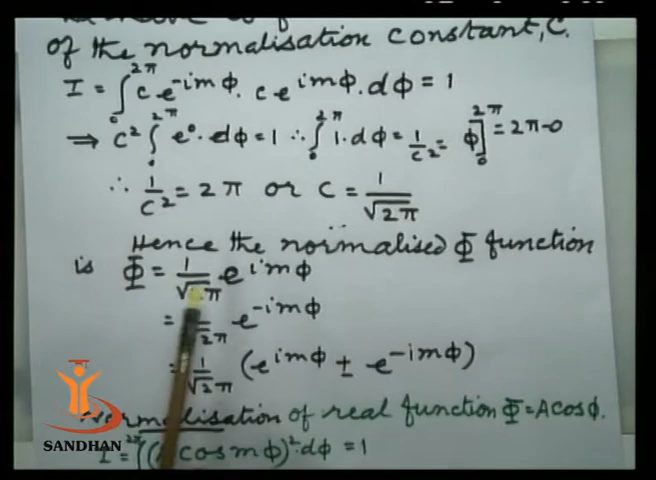 of the normalisation constant, C.
I = ∫₀^2π c e^-imϕ. c e^imϕ. dϕ = 1
⇒ c² ∫₀^2π e⁰. dϕ = 1 ∴ ∫₀^2π 1. dϕ = 1/c² = ϕ]₀^2π = 2π-0
∴ 1/c² = 2π or c = 1/√2π
Hence the normalised Φ function
is Φ = 1/√2π e^imϕ
= 1/√2π e^-imϕ
= 1/√2π (e^imϕ ± e^-imϕ)
Normalisation of real function Φ = A cos ϕ.
I = ∫^2π (A cos mϕ)². dϕ = 1
SANDHAN